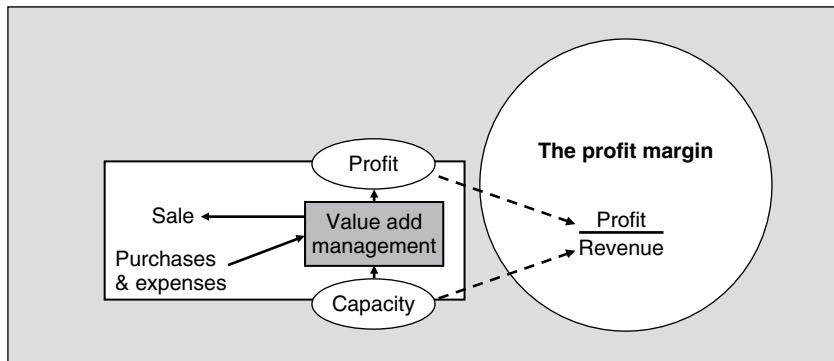 The profit margin
Profit
Sale
Value add
management
Purchases
& expenses
Capacity
Profit
Revenue